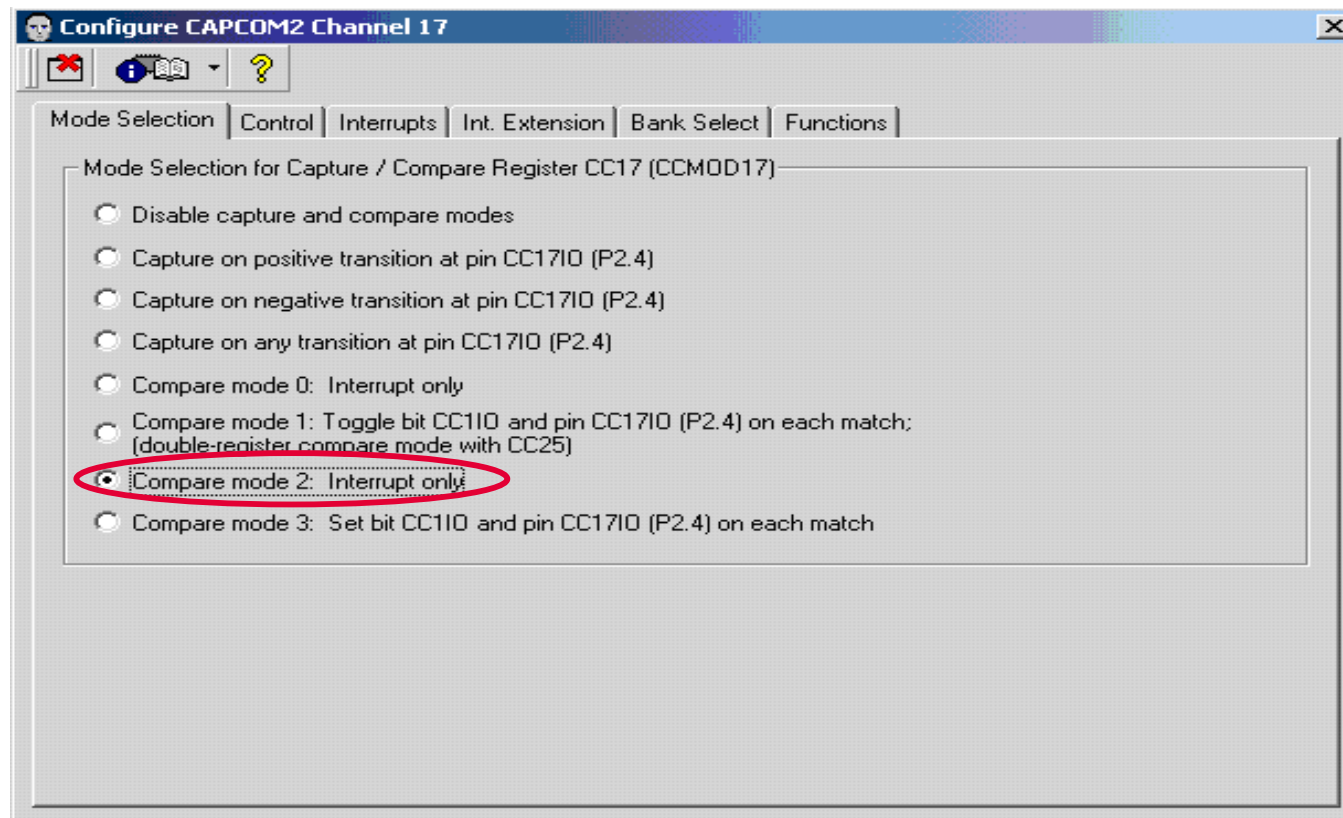 Configure CAPCOM2 Channel 17
Mode Selection Control Interrupts Int. Extension Bank Select Functions
Mode Selection for Capture / Compare Register CC17 (CCMOD17)
Disable capture and compare modes
Capture on positive transition at pin CC17IO (P2.4)
Capture on negative transition at pin CC17IO (P2.4)
Capture on any transition at pin CC17IO (P2.4)
Compare mode 0: Interrupt only
Compare mode 1: Toggle bit CC1IO and pin CC17IO (P2.4) on each match;
(double-register compare mode with CC25)
Compare mode 2: Interrupt only
Compare mode 3: Set bit CC1IO and pin CC17IO (P2.4) on each match